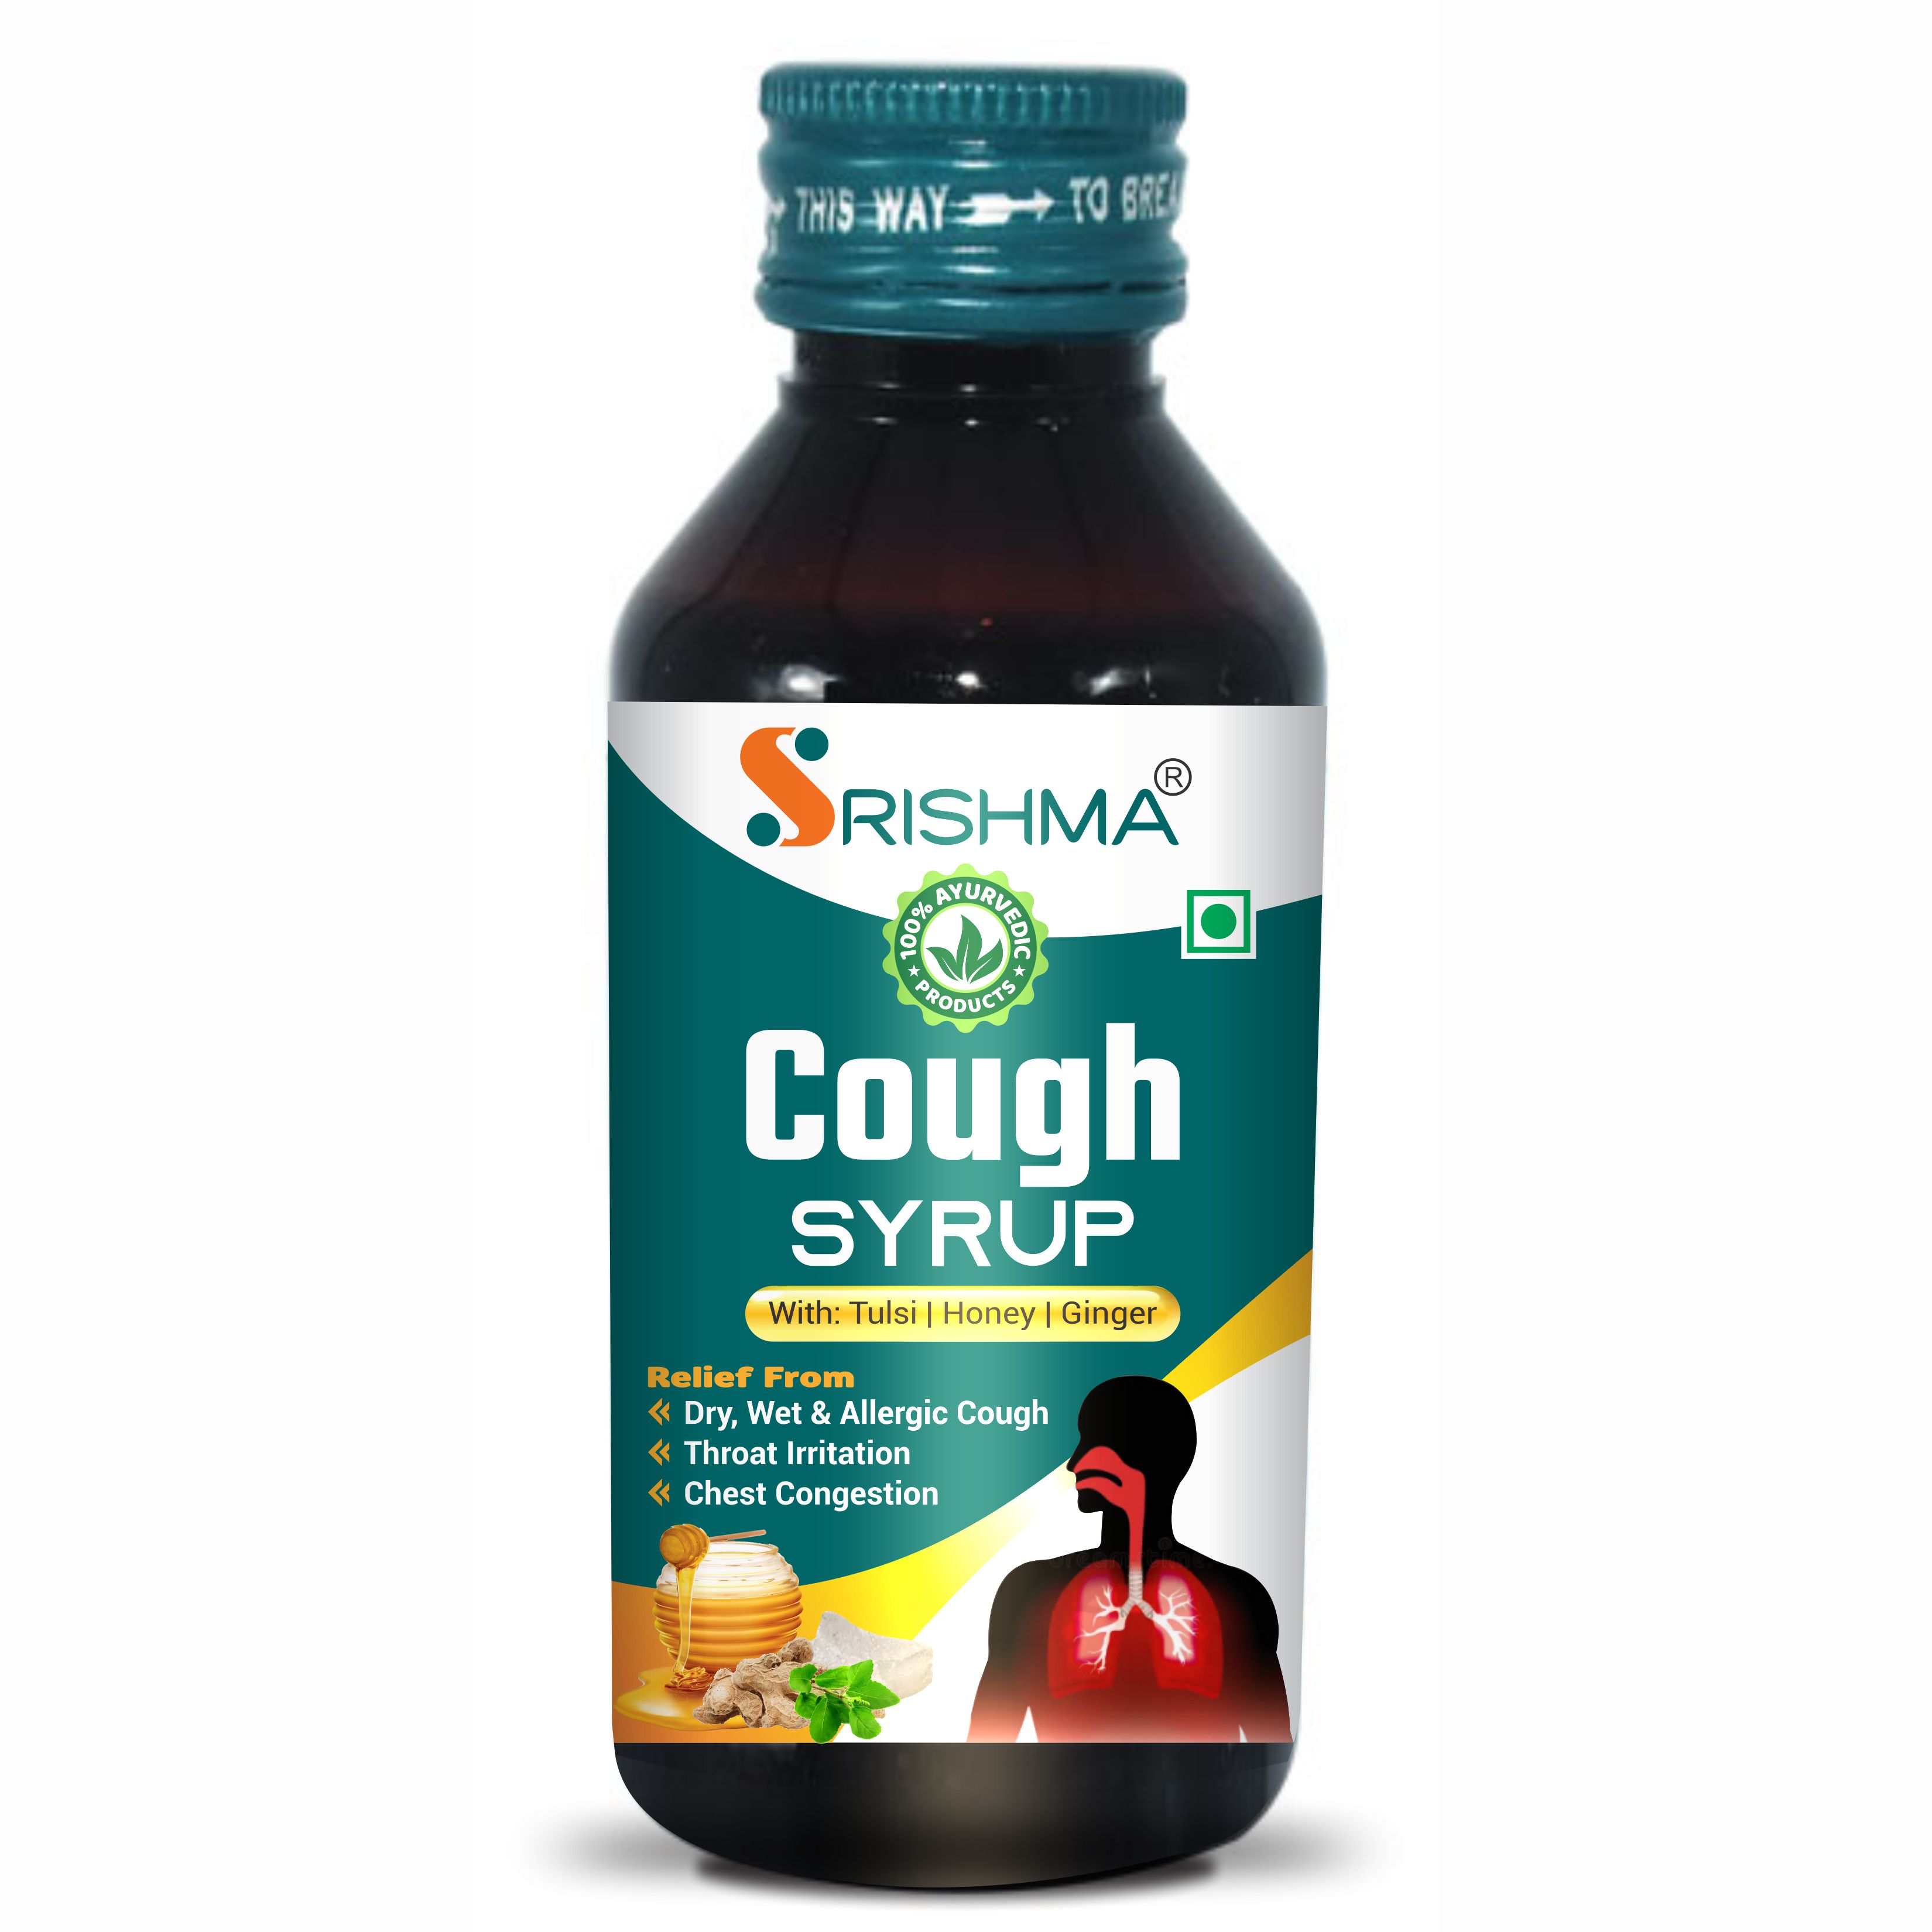 THIS WAY TO BREA
SRISHMA®
100% AYURVEDIC
PRODUCTS
Cough
SYRUP
With: Tulsi | Honey | Ginger
Relief From
Dry, Wet & Allergic Cough
Throat Irritation
Chest Congestion